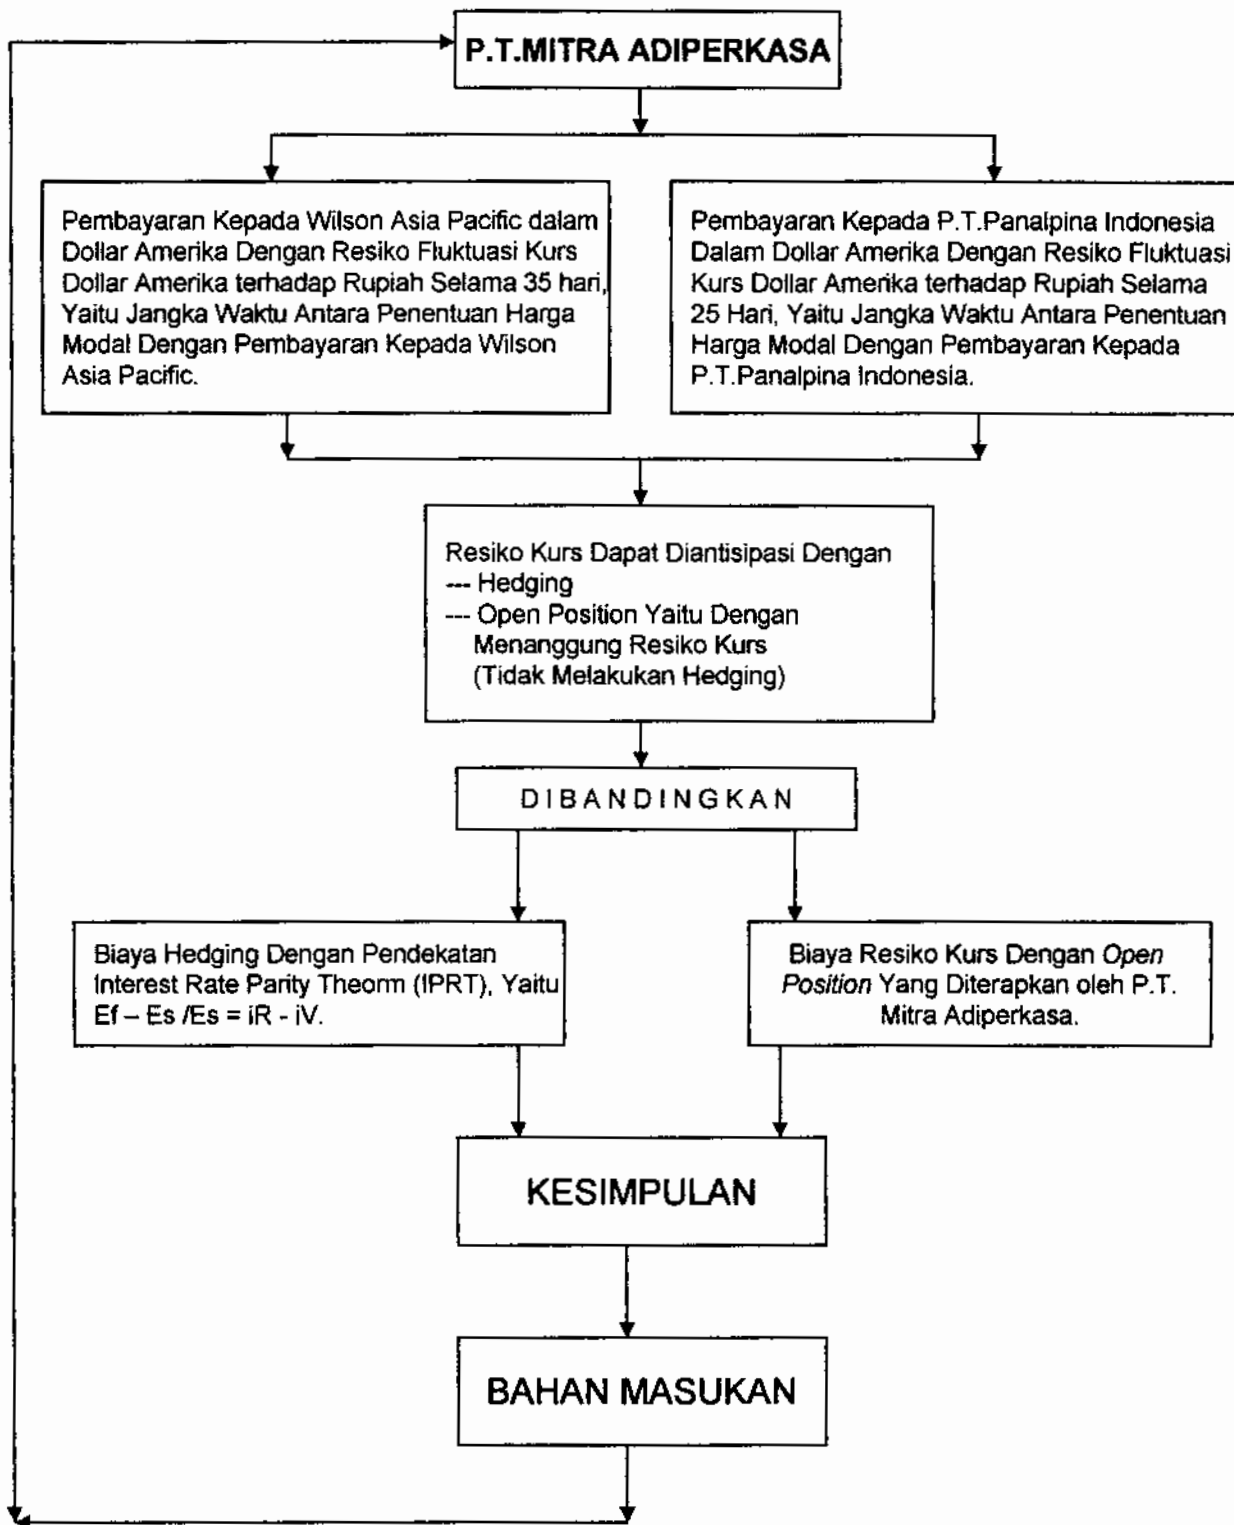 P.T.MITRA ADIPERKASA
Pembayaran Kepada Wilson Asia Pacific dalam
Dollar Amerika Dengan Resiko Fluktuasi Kurs
Dollar Amerika terhadap Rupiah Selama 35 hari,
Yaitu Jangka Waktu Antara Penentuan Harga
Modal Dengan Pembayaran Kepada Wilson
Asia Pacific.
Pembayaran Kepada P.T.Panalpina Indonesia
Dalam Dollar Amerika Dengan Resiko Fluktuasi
Kurs Dollar Amerika terhadap Rupiah Selama
25 Hari, Yaitu Jangka Waktu Antara Penentuan
Harga Modal Dengan Pembayaran Kepada
P.T.Panalpina Indonesia.
Resiko Kurs Dapat Diantisipasi Dengan
--- Hedging
--- Open Position Yaitu Dengan
Menanggung Resiko Kurs
(Tidak Melakukan Hedging)
D I B A N D I N G K A N
Biaya Hedging Dengan Pendekatan
Interest Rate Parity Theorm (IPRT), Yaitu
Ef – Es /Es = iR - iV.
Biaya Resiko Kurs Dengan Open
Position Yang Diterapkan oleh P.T.
Mitra Adiperkasa.
KESIMPULAN
BAHAN MASUKAN